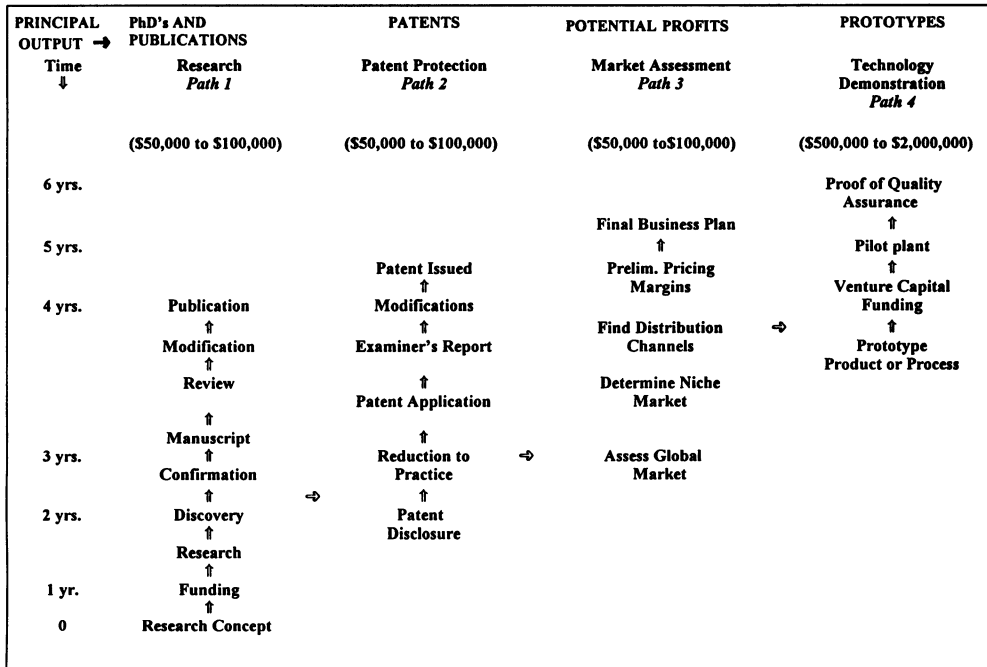 PRINCIPAL PhD's AND PATENTS POTENTIAL PROFITS PROTOTYPES
OUTPUT → PUBLICATIONS
Time Research Patent Protection Market Assessment Technology
⇓ Path 1 Path 2 Path 3 Demonstration
Path 4
($50,000 to $100,000) ($50,000 to $100,000) ($50,000 to$100,000) ($500,000 to $2,000,000)
6 yrs. Proof of Quality
Assurance
Final Business Plan ⇑
5 yrs. ⇑ Pilot plant
Patent Issued Prelim. Pricing ⇑
⇑ Margins Venture Capital
4 yrs. Publication Modifications Funding
⇑ ⇑ Find Distribution ⇨ ⇑
Modification Examiner's Report Channels Prototype
⇑ Product or Process
Review ⇑ Determine Niche
Patent Application Market
⇑
Manuscript ⇑
3 yrs. ⇑ Reduction to ⇨ Assess Global
Confirmation Practice Market
⇑ ⇨ ⇑
2 yrs. Discovery Patent
⇑ Disclosure
Research
⇑
1 yr. Funding
⇑
0 Research Concept